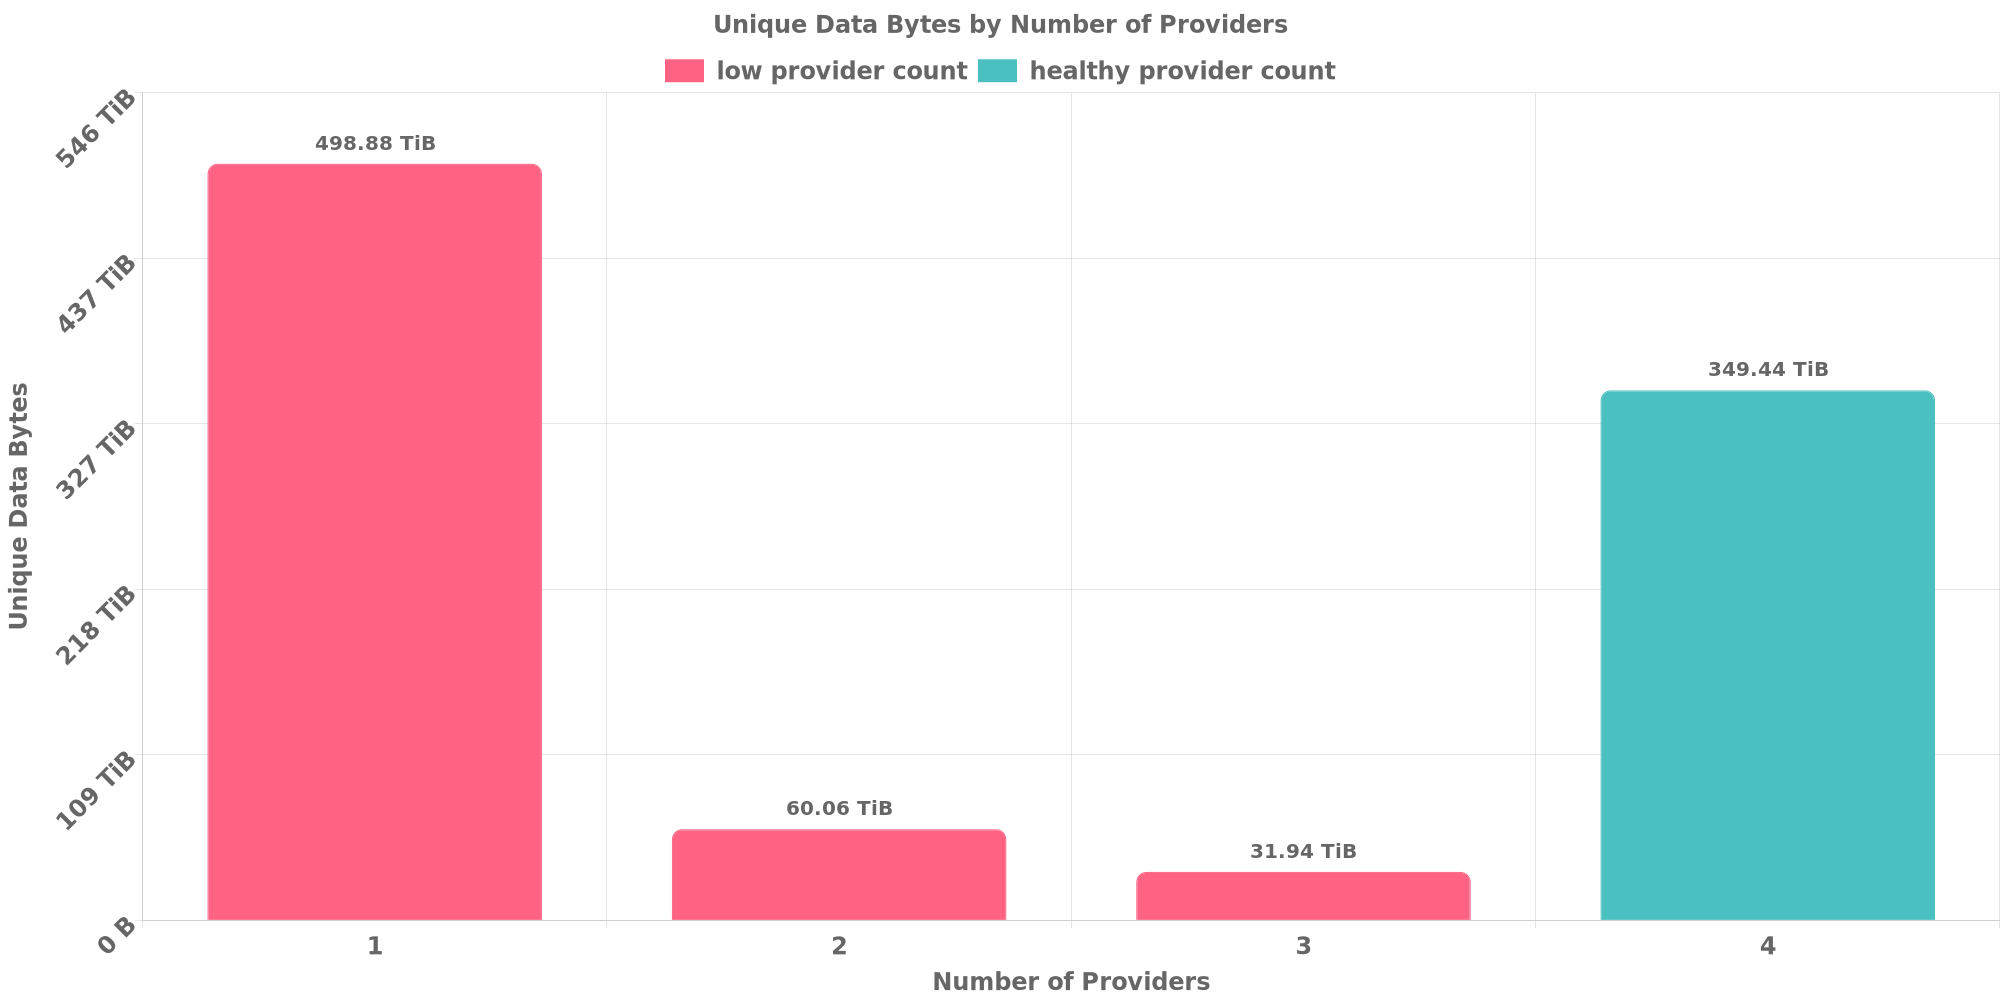 Unique Data Bytes by Number of Providers
low provider count healthy provider count
546 TiB
437 TiB
327 TiB
218 TiB
109 TiB
0 B
Unique Data Bytes
498.88 TiB
60.06 TiB
31.94 TiB
349.44 TiB
1 2 3 4
Number of Providers